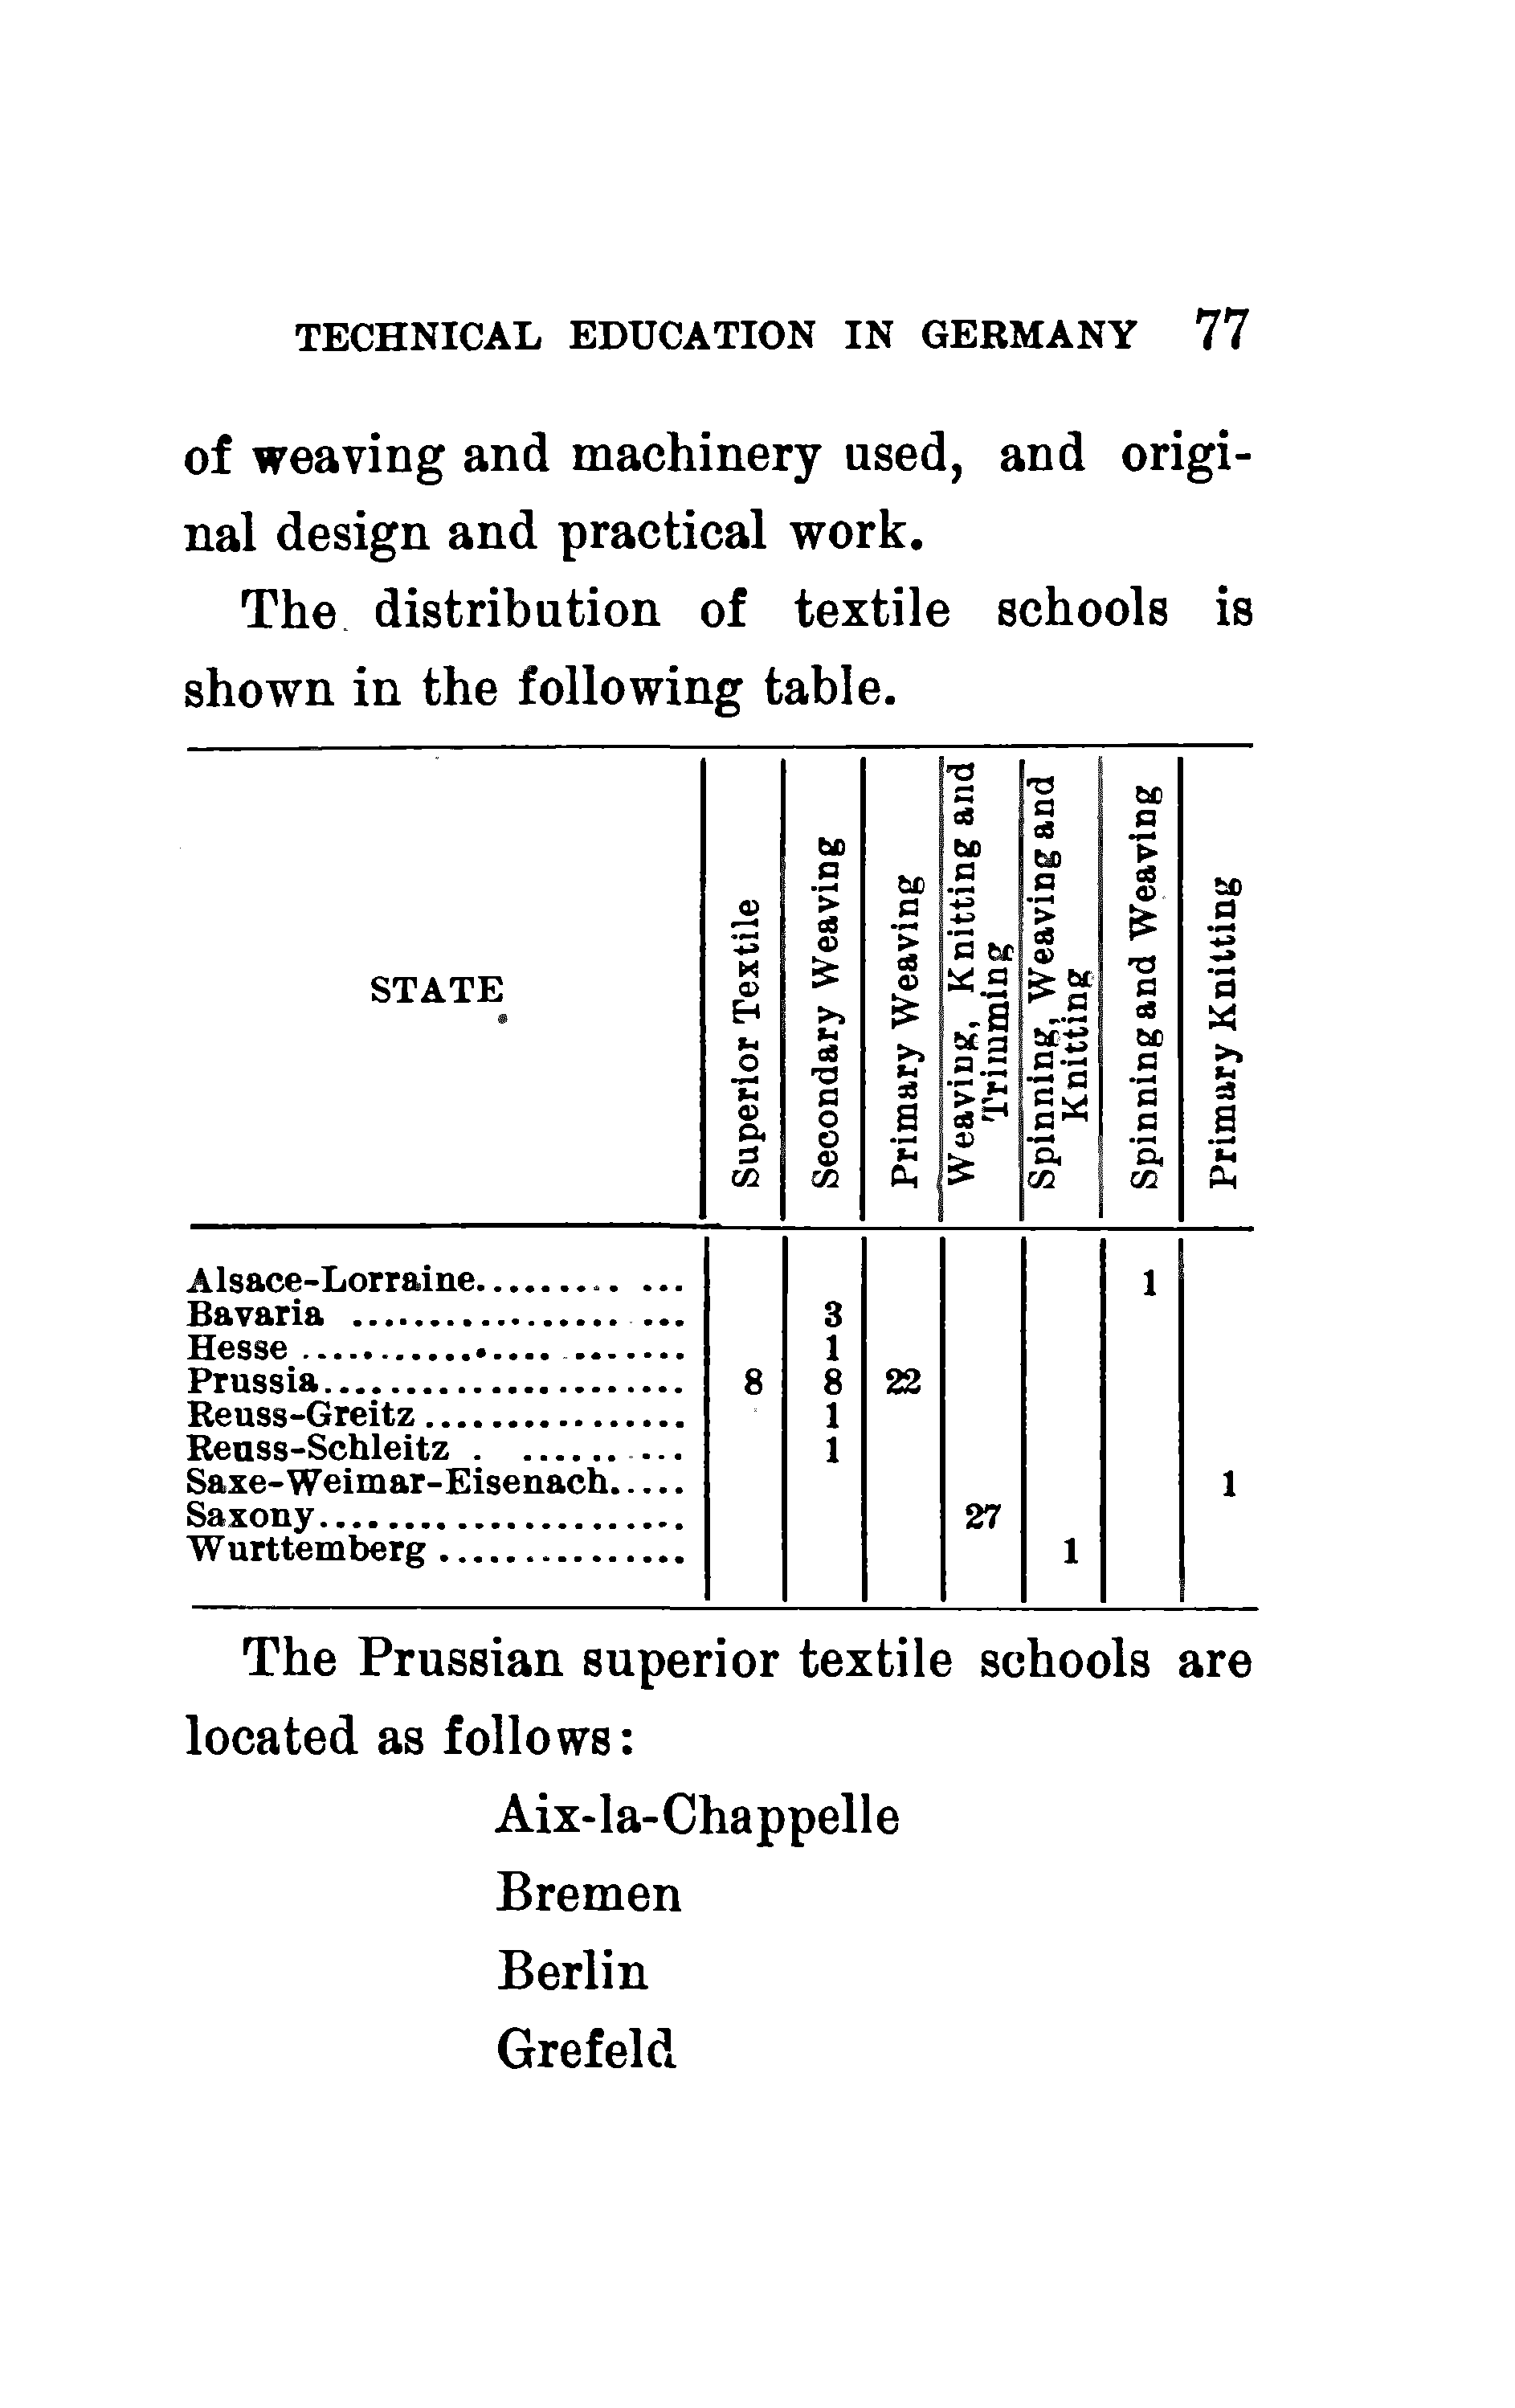 TECHNICAL EDUCATION IN GERMANY 77
of weaving and machinery used, and origi-
nal design and practical work.
The distribution of textile schools is
shown in the following table.
STATE
Superior Textile
Secondary Weaving
Primary Weaving
Weaving, Knitting and
Trimming
Spinning, Weaving and
Knitting
Spinning and Weaving
Primary Knitting
Alsace-Lorraine......... ... 1
Bavaria ................ ... 3
Hesse ................ ....... 1
Prussia...................... 8 8 22
Reuss-Greitz................ 1
Reuss-Schleitz . ...... ... 1
Saxe-Weimar-Eisenach..... 1
Saxony...................... 27
Wurttemberg ............... 1
The Prussian superior textile schools are
located as follows:
Aix-la-Chappelle
Bremen
Berlin
Grefeld